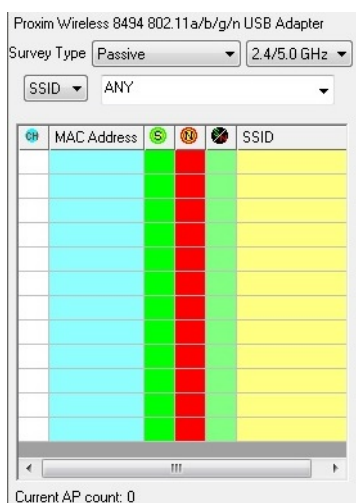 Proxim Wireless 8494 802.11a/b/g/n USB Adapter
Survey Type Passive 2.4/5.0 GHz
SSID ANY
CH MAC Address S N SSID
Current AP count: 0